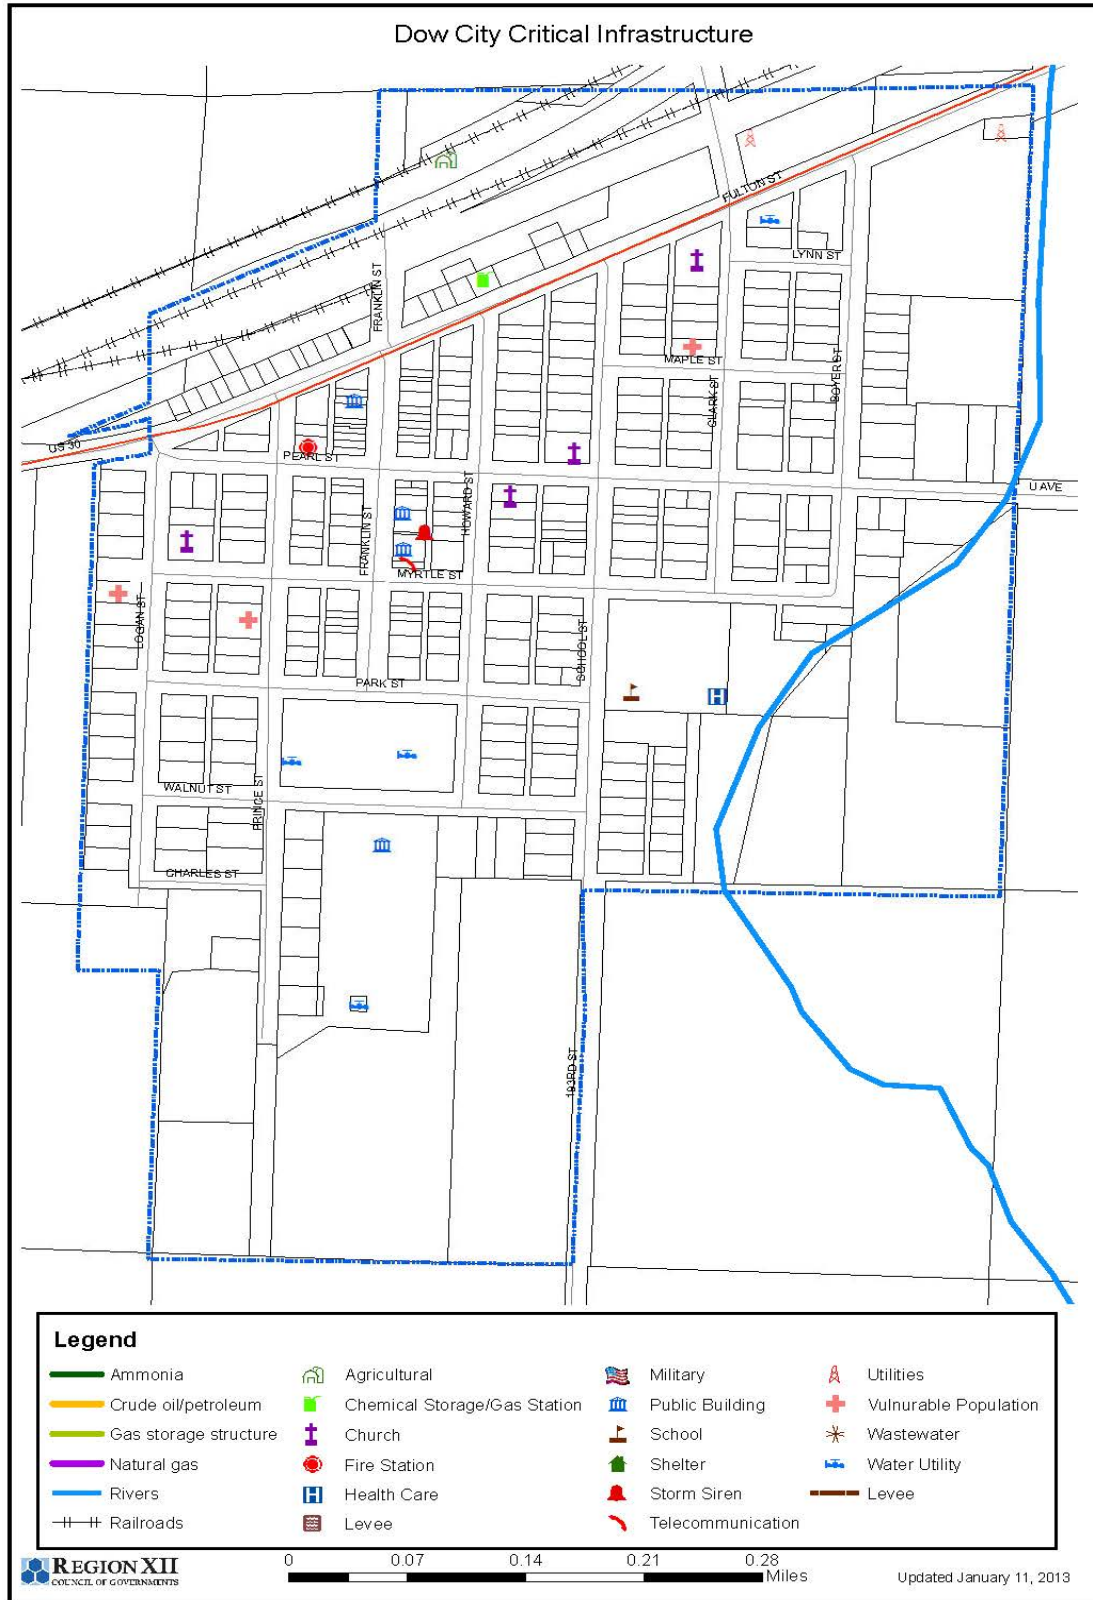 Dow City Critical Infrastructure
FULTON ST
LYNN ST
FRANKLIN ST
MAPLE ST
BOYER ST
CLARK ST
US 30
PEARL ST
U AVE
HOWARD ST
FRANKLIN ST
MYRTLE ST
LOGAN ST
SCHOOL ST
PARK ST
WALNUT ST
PRINCE ST
CHARLES ST
193RD ST
Legend
Ammonia
Crude oil/petroleum
Gas storage structure
Natural gas
Rivers
Railroads
Agricultural
Chemical Storage/Gas Station
Church
Fire Station
Health Care
Levee
Military
Public Building
School
Shelter
Storm Siren
Telecommunication
Utilities
Vulnurable Population
Wastewater
Water Utility
Levee
REGION XII
COUNCIL OF GOVERNMENTS
0 0.07 0.14 0.21 0.28
Miles
Updated January 11, 2013